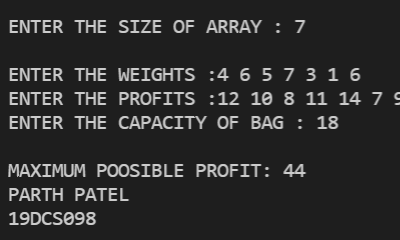 ENTER THE SIZE OF ARRAY : 7
ENTER THE WEIGHTS :4 6 5 7 3 1 6
ENTER THE PROFITS :12 10 8 11 14 7 9
ENTER THE CAPACITY OF BAG : 18
MAXIMUM POOSIBLE PROFIT: 44
PARTH PATEL
19DCS098